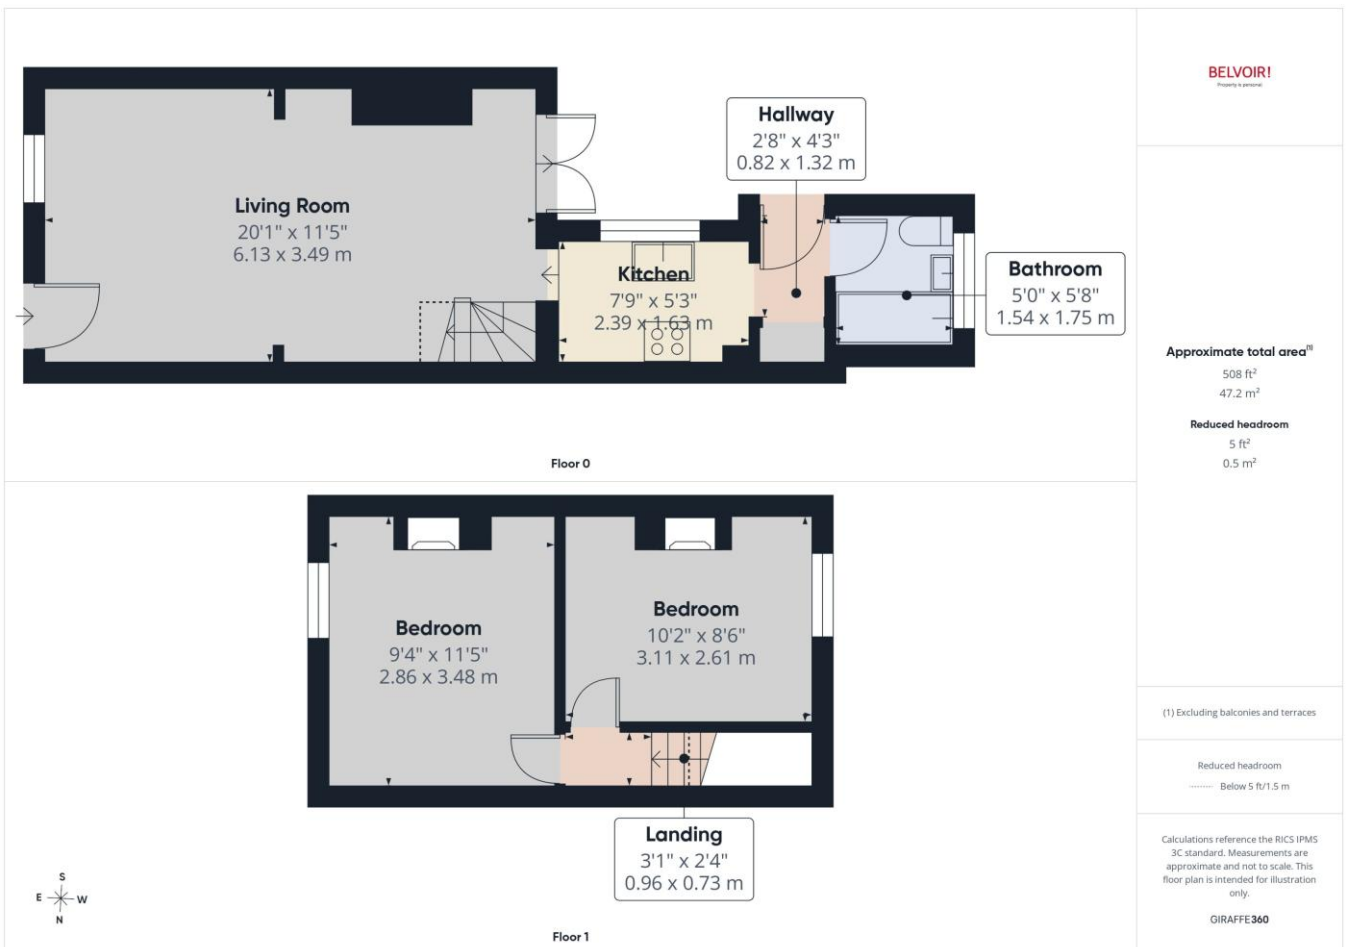 BELVOIR!
Property is personal.
Living Room
20'1" x 11'5"
6.13 x 3.49 m
Kitchen
7'9" x 5'3"
2.39 x 1.63 m
Hallway
2'8" x 4'3"
0.82 x 1.32 m
Bathroom
5'0" x 5'8"
1.54 x 1.75 m
Floor 0
Approximate total area(1)
508 ft²
47.2 m²
Reduced headroom
5 ft²
0.5 m²
Bedroom
9'4" x 11'5"
2.86 x 3.48 m
Bedroom
10'2" x 8'6"
3.11 x 2.61 m
Landing
3'1" x 2'4"
0.96 x 0.73 m
S
E W
N
Floor 1
(1) Excluding balconies and terraces
Reduced headroom
Below 5 ft/1.5 m
Calculations reference the RICS IPMS
3C standard. Measurements are
approximate and not to scale. This
floor plan is intended for illustration
only.
GIRAFFE360